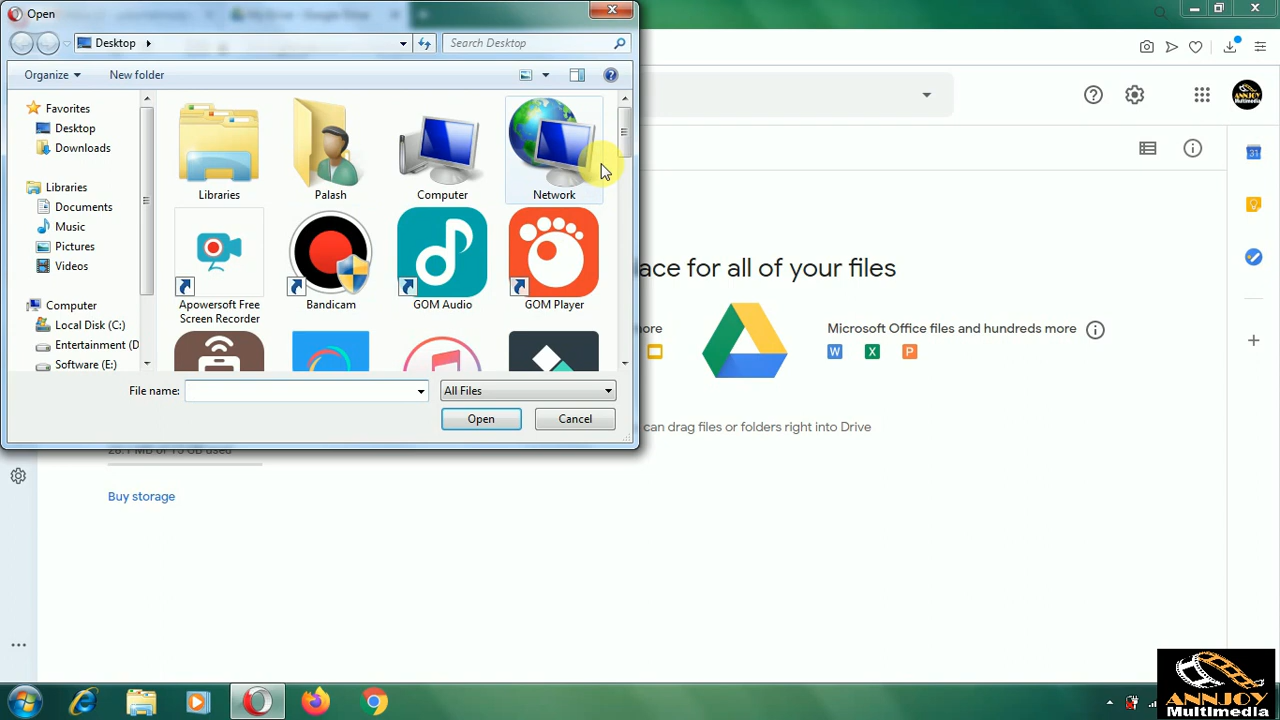 Open
Desktop
Search Desktop
Organize
New folder
Favorites
Desktop
Downloads
Libraries
Documents
Music
Pictures
Videos
Computer
Local Disk (C:)
Entertainment (D
Software (E:)
Libraries
Palash
Computer
Network
Apowersoft Free
Screen Recorder
Bandicam
GOM Audio
GOM Player
File name:
All Files
Open
Cancel
ace for all of your files
ore
Microsoft Office files and hundreds more
W X P
can drag files or folders right into Drive
Buy storage
31
ANNJOY
Multimedia
ANNJOY
Multimedia